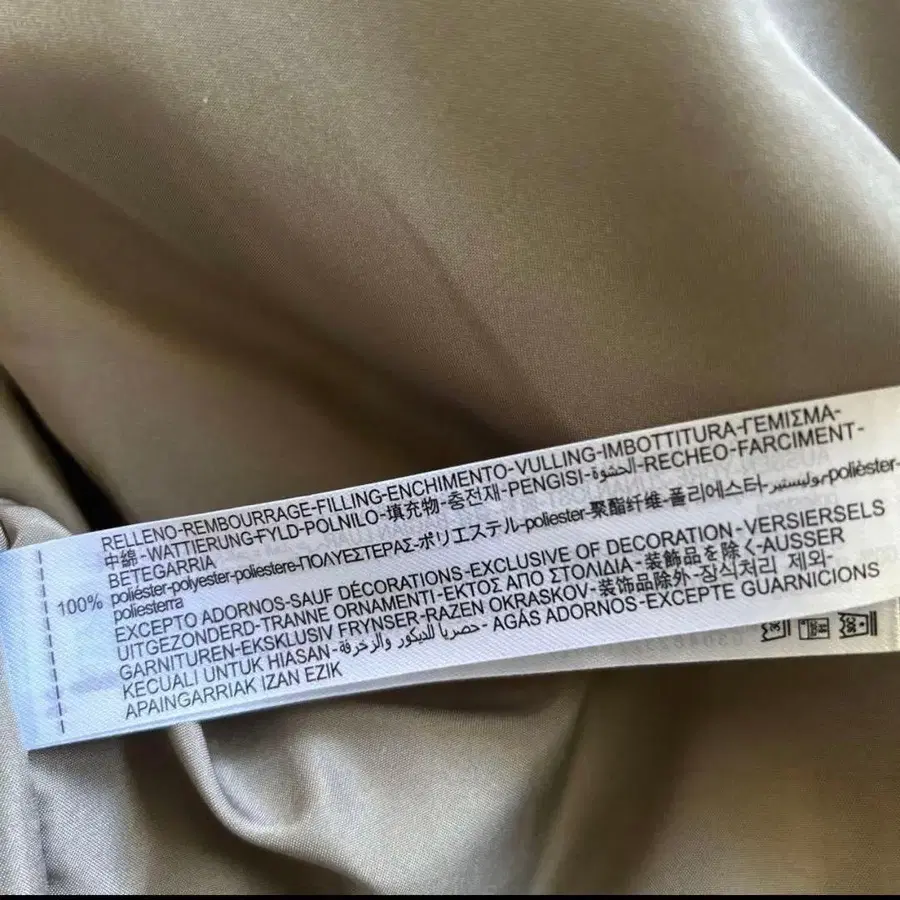 RELLENO-REMBOURRAGE-FILLING-ENCHIMENTO-VULLING-IMBOTTITURA-ΓΕΜΙΣΜΑ-
中綿-WATTIERUNG-FYLD-POLNILO-填充物-충전재-PENGISI-الحشوة-RECHEO-FARCIMENT-
BETEGARRIA
100% poliéster-polyester-poliestere-ΠΟΛΥΕΣΤΕΡΑΣ-ポリエステル-poliester-聚酯纤维-폴리에스터-بوليستير-polièster-
poliesterra
EXCEPTO ADORNOS-SAUF DÉCORATIONS-EXCLUSIVE OF DECORATION-VERSIERSELS
UITGEZONDERD-TRANNE ORNAMENTI-ΕΚΤΟΣ ΑΠΟ ΣΤΟΛΙΔΙΑ-装飾品を除く-AUSSER
GARNITUREN-EKSKLUSIV FRYNSER-RAZEN OKRASKOV-装饰品除外-장식처리 제외-
KECUALI UNTUK HIASAN-حصريا للديكور والزخرفة-AGÁS ADORNOS-EXCEPTE GUARNICIONS
APAINGARRIAK IZAN EZIK